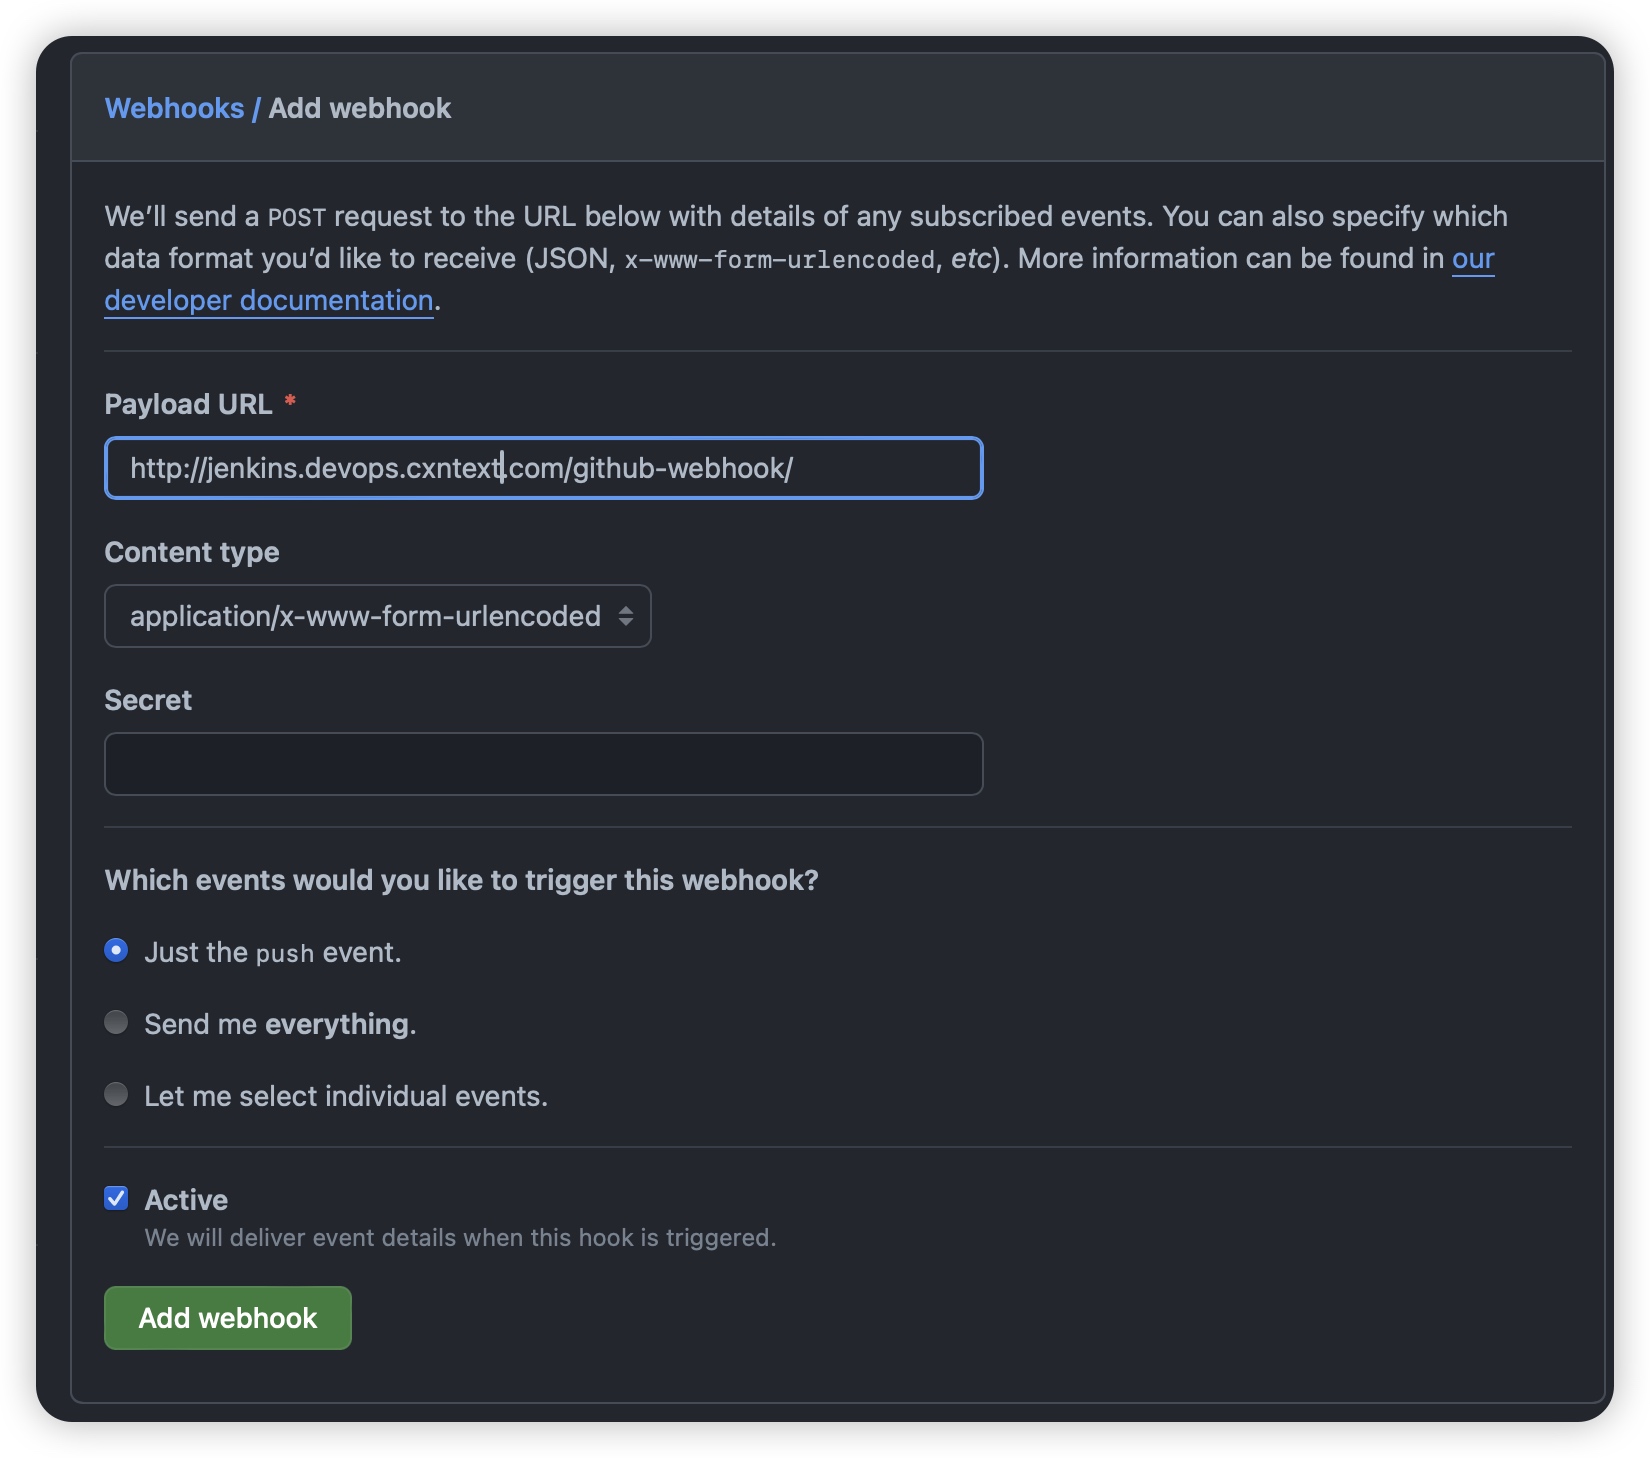 Webhooks / Add webhook
We’ll send a POST request to the URL below with details of any subscribed events. You can also specify which
data format you’d like to receive (JSON, x-www-form-urlencoded, etc). More information can be found in our
developer documentation.
Payload URL *
http://jenkins.devops.cxntext.com/github-webhook/
Content type
application/x-www-form-urlencoded
Secret
Which events would you like to trigger this webhook?
Just the push event.
Send me everything.
Let me select individual events.
Active
We will deliver event details when this hook is triggered.
Add webhook